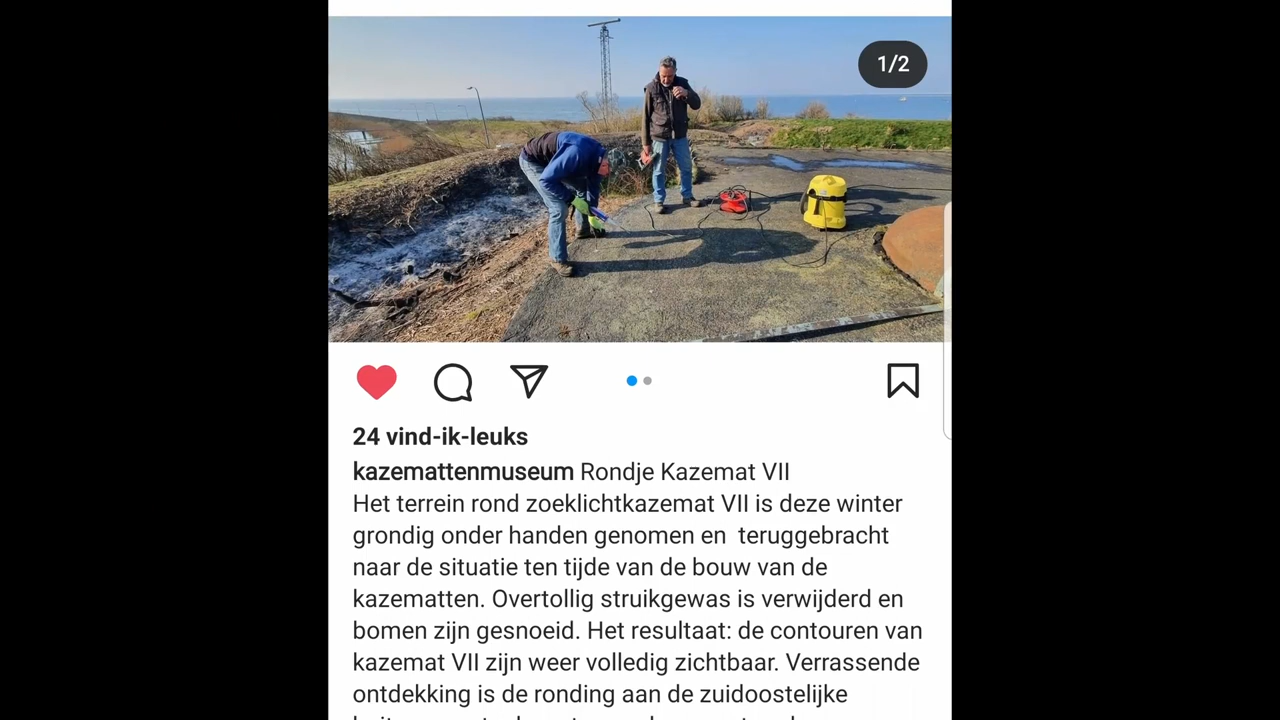 1/2
24 vind-ik-leuks
kazemattenmuseum Rondje Kazemat VII
Het terrein rond zoeklichtkazemat VII is deze winter
grondig onder handen genomen en  teruggebracht
naar de situatie ten tijde van de bouw van de
kazematten. Overtollig struikgewas is verwijderd en
bomen zijn gesnoeid. Het resultaat: de contouren van
kazemat VII zijn weer volledig zichtbaar. Verrassende
ontdekking is de ronding aan de zuidoostelijke